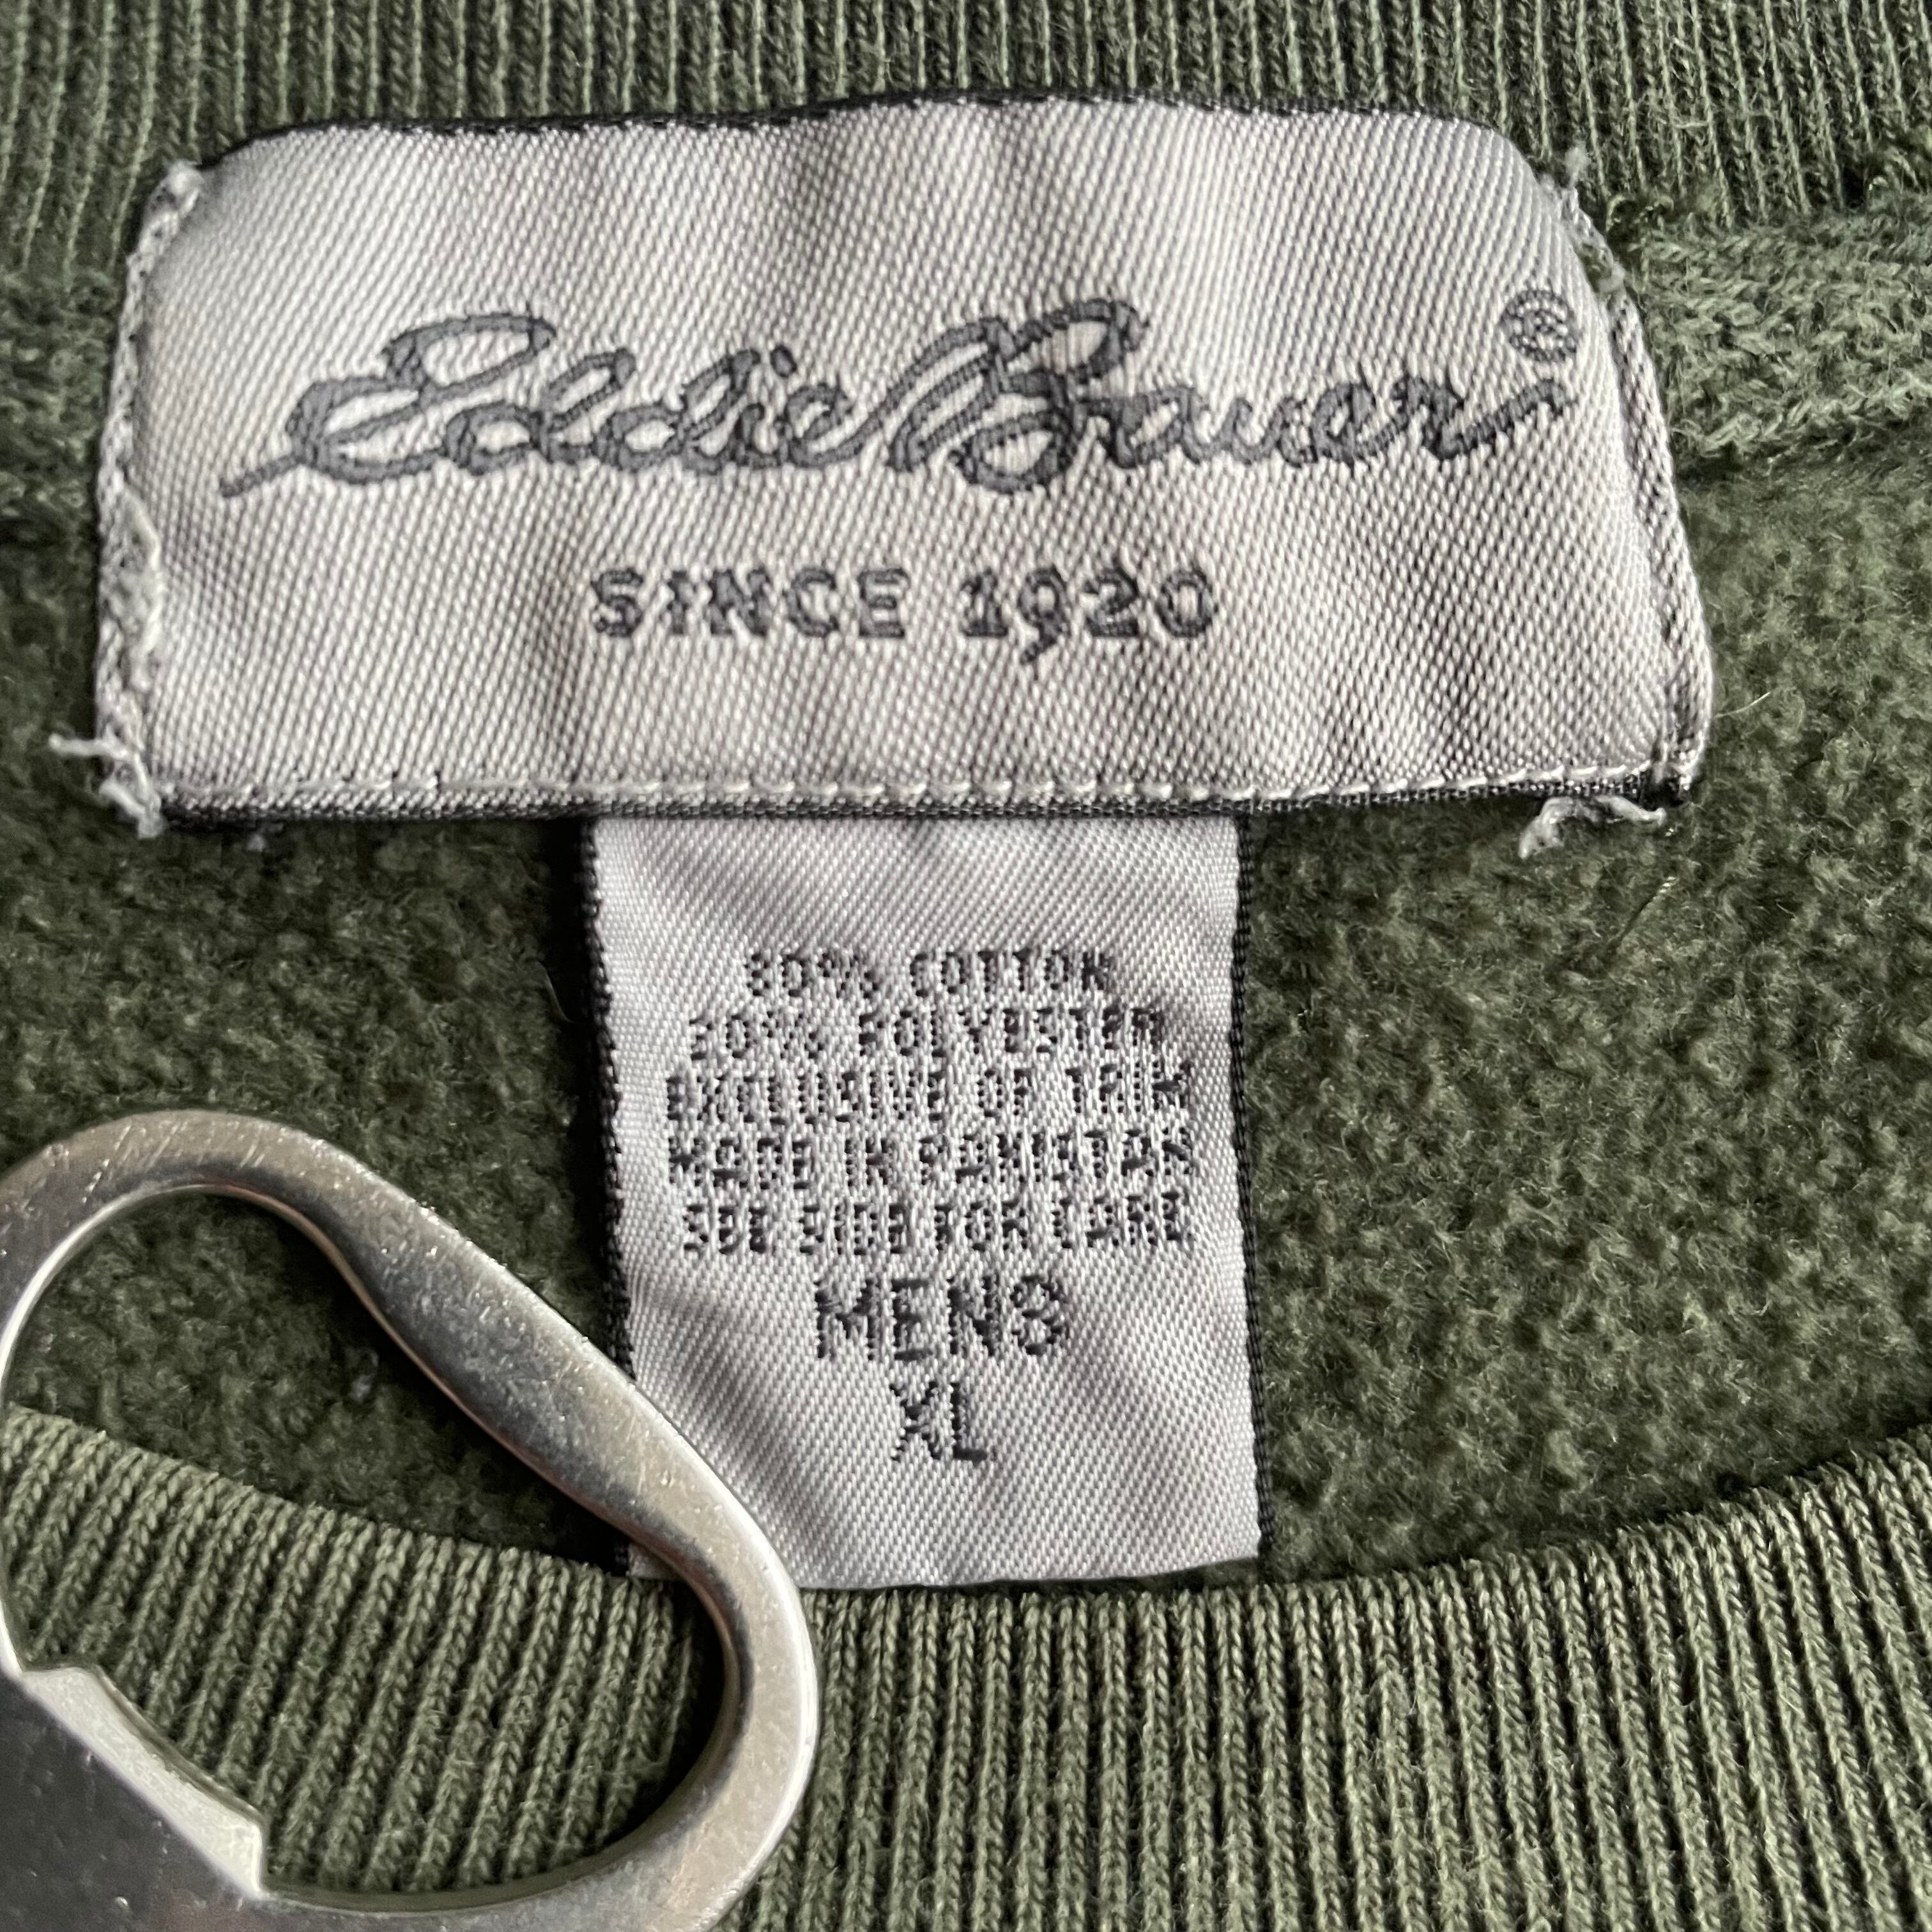 Eddie Bauer®
SINCE 1920
80% COTTON
20% POLYESTER
EXCLUSIVE OF TRIM
MADE IN PAKISTAN
SEE SIDE FOR CARE
MENS
XL